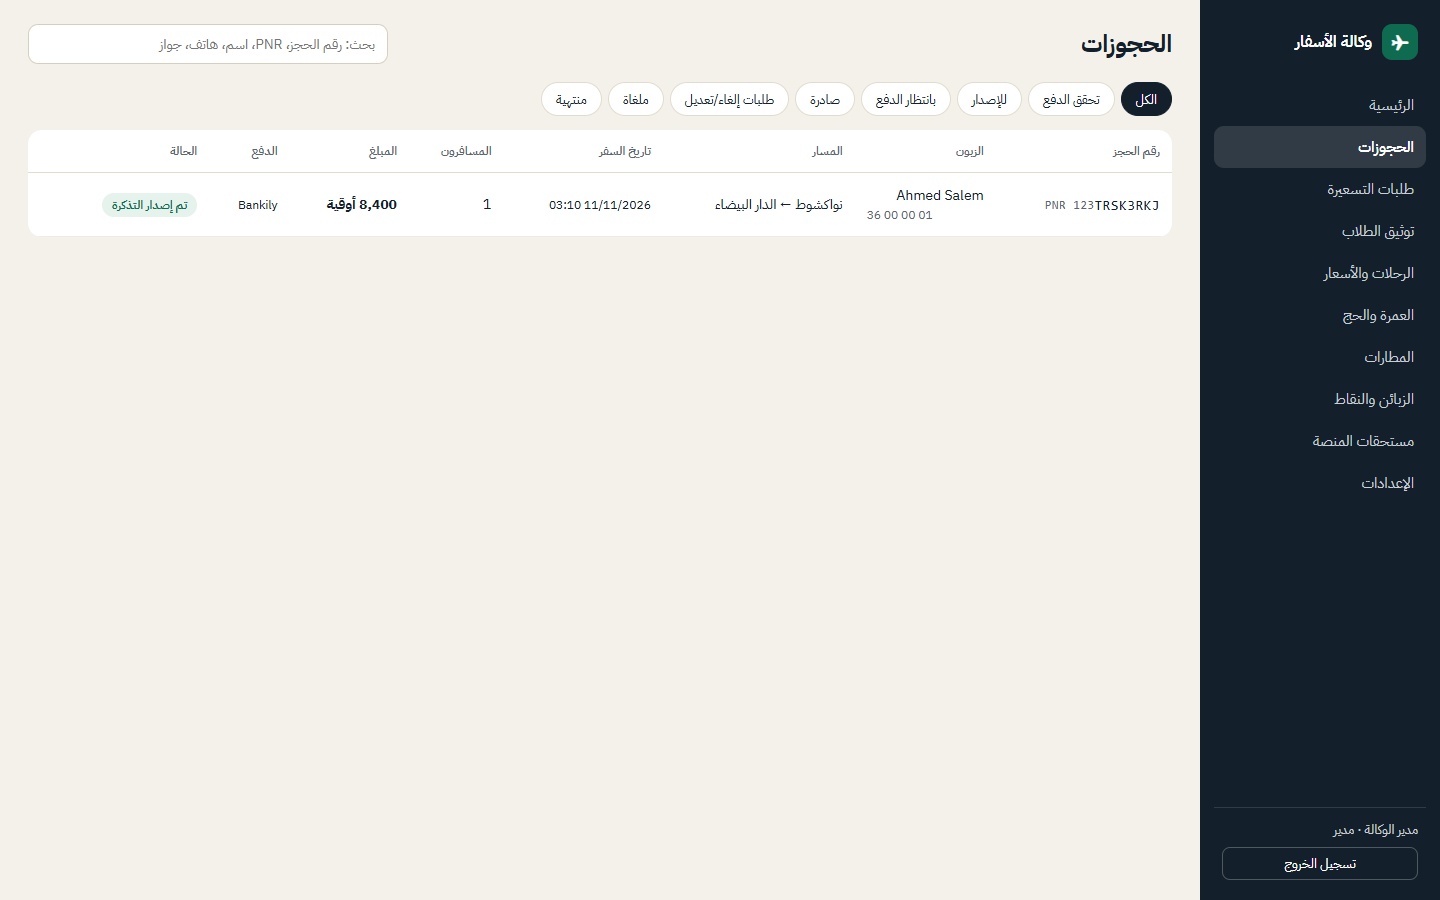 وكالة الأسفار
الرئيسية
الحجوزات
طلبات التسعيرة
توثيق الطلاب
الرحلات والأسعار
العمرة والحج
المطارات
الزبائن والنقاط
مستحقات المنصة
الإعدادات
مدير الوكالة · مدير
تسجيل الخروج
الحجوزات
بحث: رقم الحجز، PNR، اسم، هاتف، جواز
الكل تحقق الدفع للإصدار بانتظار الدفع صادرة طلبات إلغاء/تعديل ملغاة منتهية
رقم الحجز الزبون المسار تاريخ السفر المسافرون المبلغ الدفع الحالة
PNR 123TRSK3RKJ Ahmed Salem نواكشوط ← الدار البيضاء 03:10 11/11/2026 1 8,400 أوقية Bankily تم إصدار التذكرة
36 00 00 01